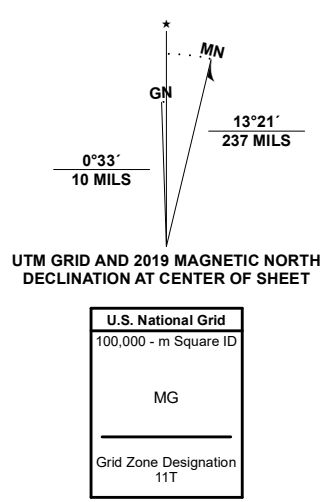 ★
MN
GN
13°21´
237 MILS
0°33´
10 MILS
UTM GRID AND 2019 MAGNETIC NORTH
DECLINATION AT CENTER OF SHEET
U.S. National Grid
100,000 - m Square ID
MG
Grid Zone Designation
11T